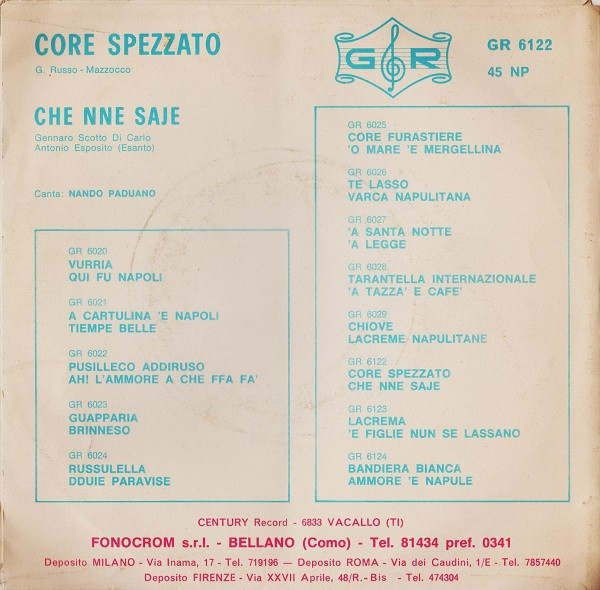 CORE SPEZZATO
G. Russo - Mazzocco
CHE NNE SAJE
Gennaro Scotto Di Carlo
Antonio Esposito (Esanto)
Canta: NANDO PADUANO
G R
GR 6122
45 NP
GR 6020
VURRIA
QUI FU NAPOLI
GR 6021
A CARTULINA 'E NAPOLI
TIEMPE BELLE
GR 6022
PUSILLECO ADDIRUSO
AH! L'AMMORE A CHE FFA FA'
GR 6023
GUAPPARIA
BRINNESO
GR 6024
RUSSULELLA
DDUIE PARAVISE
GR 6025
CORE FURASTIERE
'O MARE 'E MERGELLINA
GR 6026
TE LASSO
VARCA NAPULITANA
GR 6027
'A SANTA NOTTE
'A LEGGE
GR 6028
TARANTELLA INTERNAZIONALE
'A TAZZA' E CAFE'
GR 6029
CHIOVE
LACREME NAPULITANE
GR 6122
CORE SPEZZATO
CHE NNE SAJE
GR 6123
LACREMA
'E FIGLIE NUN SE LASSANO
GR 6124
BANDIERA BIANCA
AMMORE 'E NAPULE
CENTURY Record - 6833 VACALLO (TI)
FONOCROM s.r.l. - BELLANO (Como) - Tel. 81434 pref. 0341
Deposito MILANO - Via Inama, 17 - Tel. 719196 — Deposito ROMA - Via dei Caudini, 1/E - Tel. 7857440
Deposito FIRENZE - Via XXVII Aprile, 48/R.- Bis - Tel. 474304